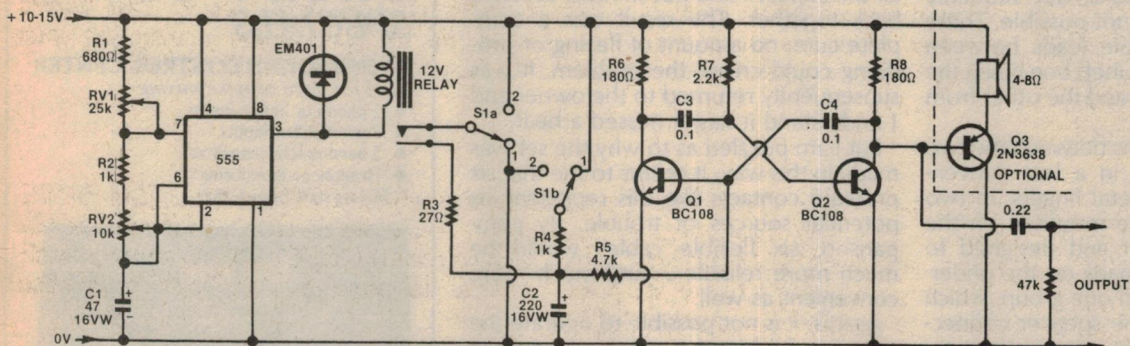 + 10-15V
R1
680Ω
RV1
25k
R2
1k
RV2
10k
C1
47
16VW
0V
7
4
8
3
6
555
2
1
EM401
12V
RELAY
S1a
2
1
2
1
S1b
R3
27Ω
R4
1k
R5
4.7k
C2
220
16VW
R6
180Ω
R7
2.2k
C3
0.1
C4
0.1
R8
180Ω
Q1
BC108
Q2
BC108
4-8Ω
Q3
2N3638
OPTIONAL
0.22
47k
OUTPUT